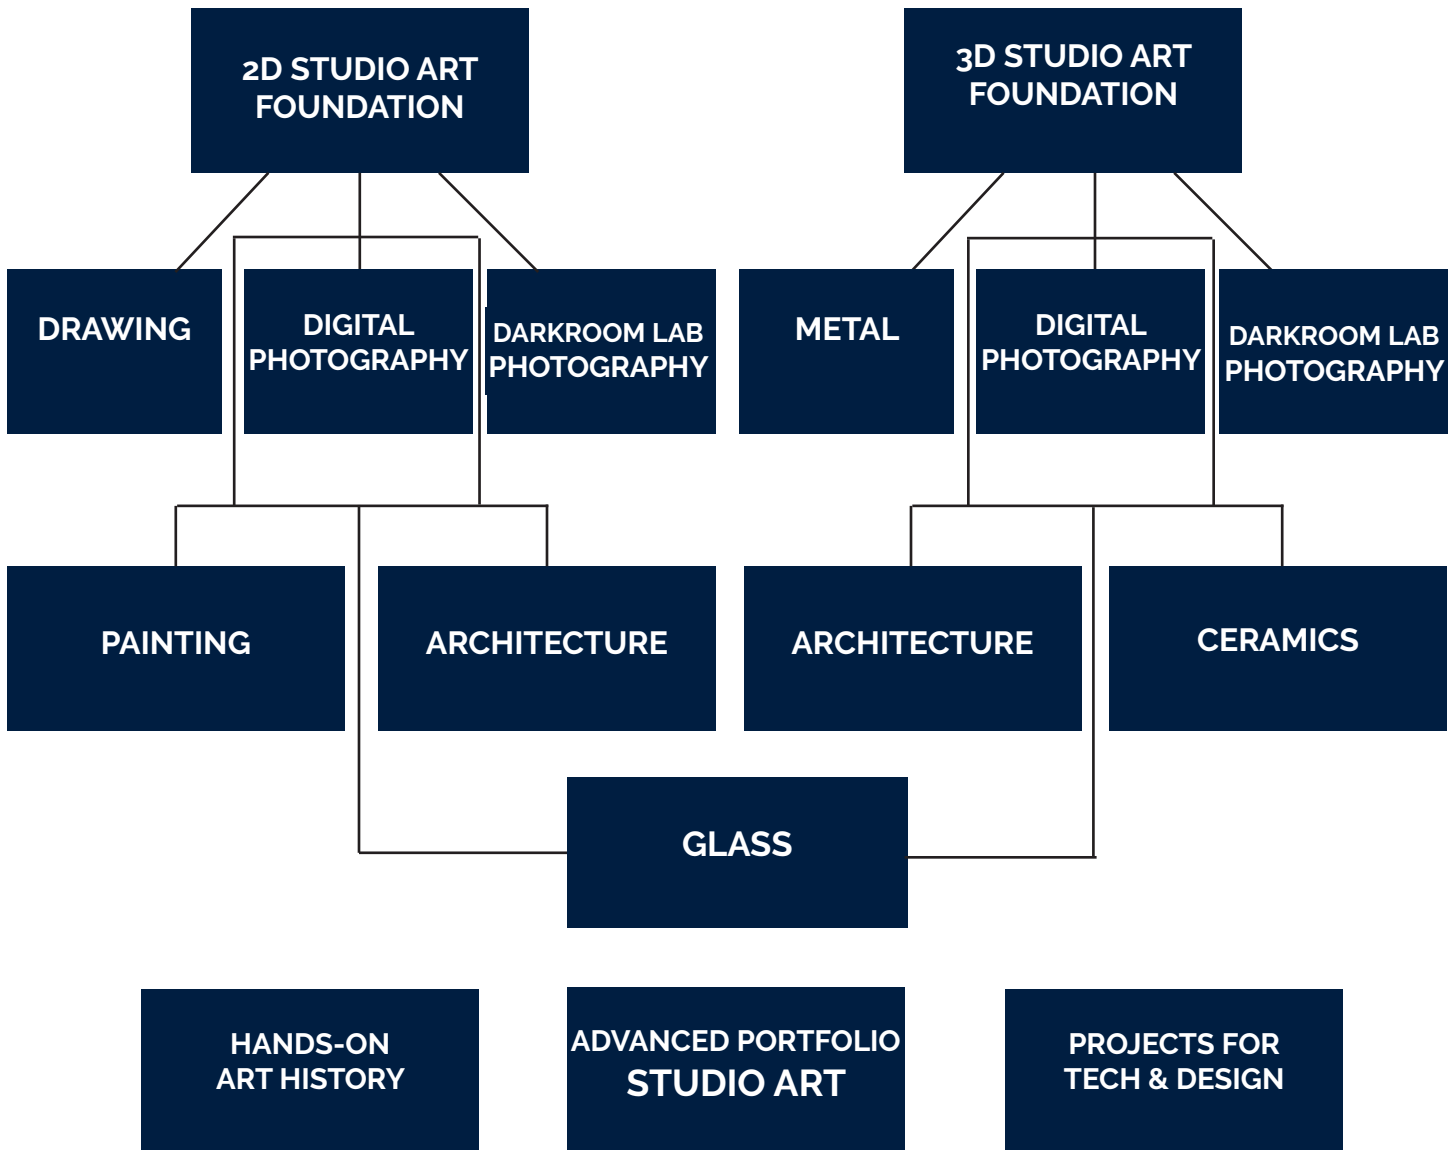 2D STUDIO ART
FOUNDATION
3D STUDIO ART
FOUNDATION
DRAWING
DIGITAL
PHOTOGRAPHY
DARKROOM LAB
PHOTOGRAPHY
METAL
DIGITAL
PHOTOGRAPHY
DARKROOM LAB
PHOTOGRAPHY
PAINTING
ARCHITECTURE
ARCHITECTURE
CERAMICS
GLASS
HANDS-ON
ART HISTORY
ADVANCED PORTFOLIO
STUDIO ART
PROJECTS FOR
TECH & DESIGN